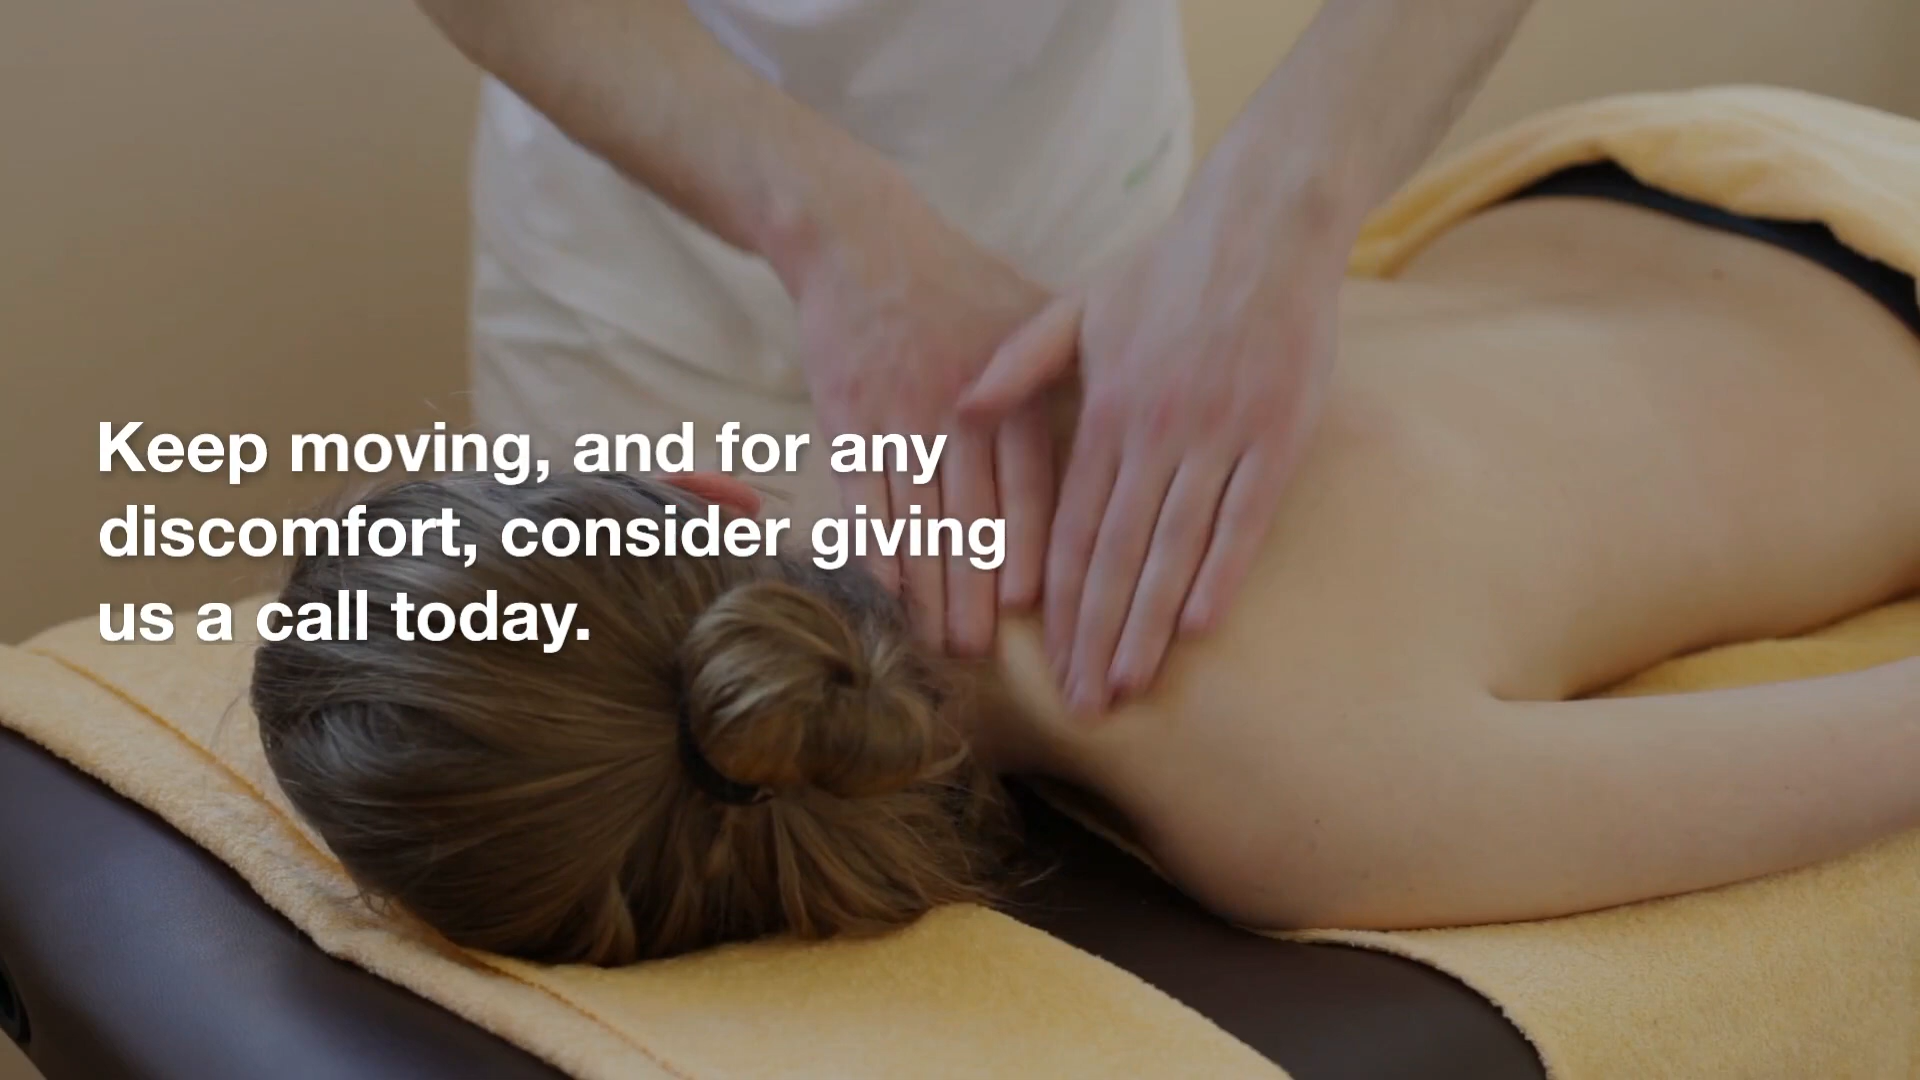 Keep moving, and for any
discomfort, consider giving
us a call today.